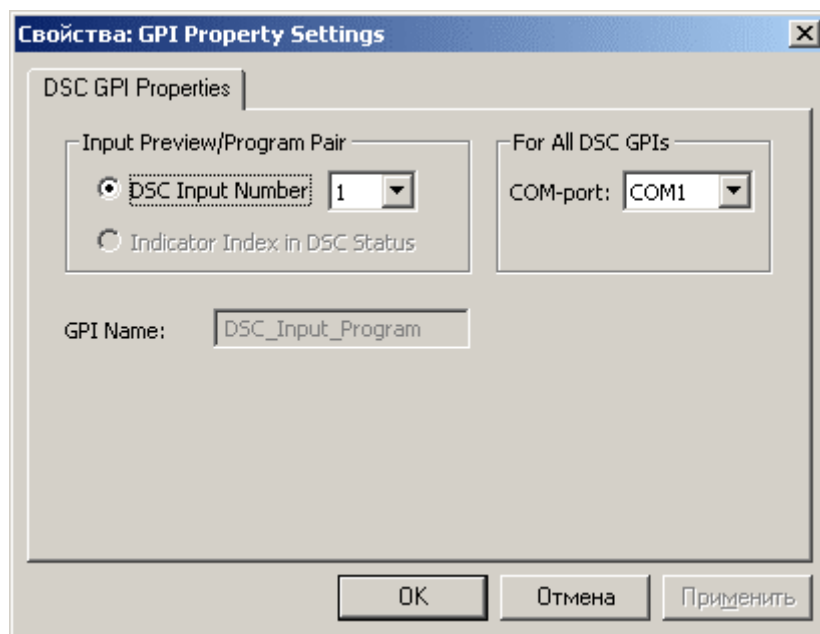 Свойства: GPI Property Settings
DSC GPI Properties
Input Preview/Program Pair
DSC Input Number 1
Indicator Index in DSC Status
For All DSC GPIs
COM-port: COM1
GPI Name: DSC_Input_Program
OK Отмена Применить